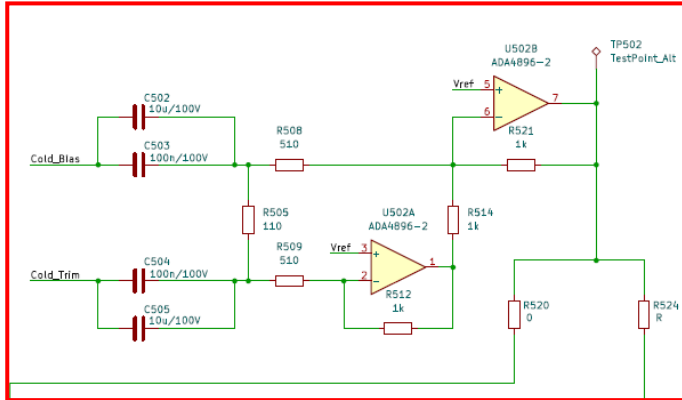 U502B
ADA4896-2
TP502
TestPoint_Alt
Vref
5
+
7
6
−
C502
10u/100V
R508
510
R521
1k
C503
100n/100V
Cold_Bias
R505
110
U502A
ADA4896-2
R514
1k
R509
510
Vref
3
+
1
2
−
C504
100n/100V
Cold_Trim
R512
1k
C505
10u/100V
R520
0
R524
R